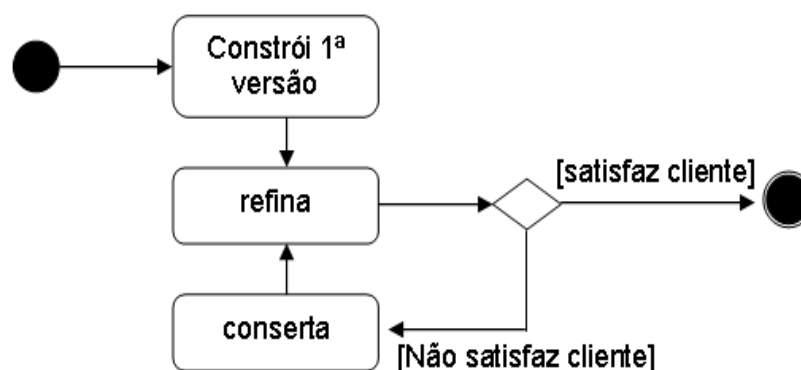 Constrói 1ª
versão
[satisfaz cliente]
refina
conserta
[Não satisfaz cliente]